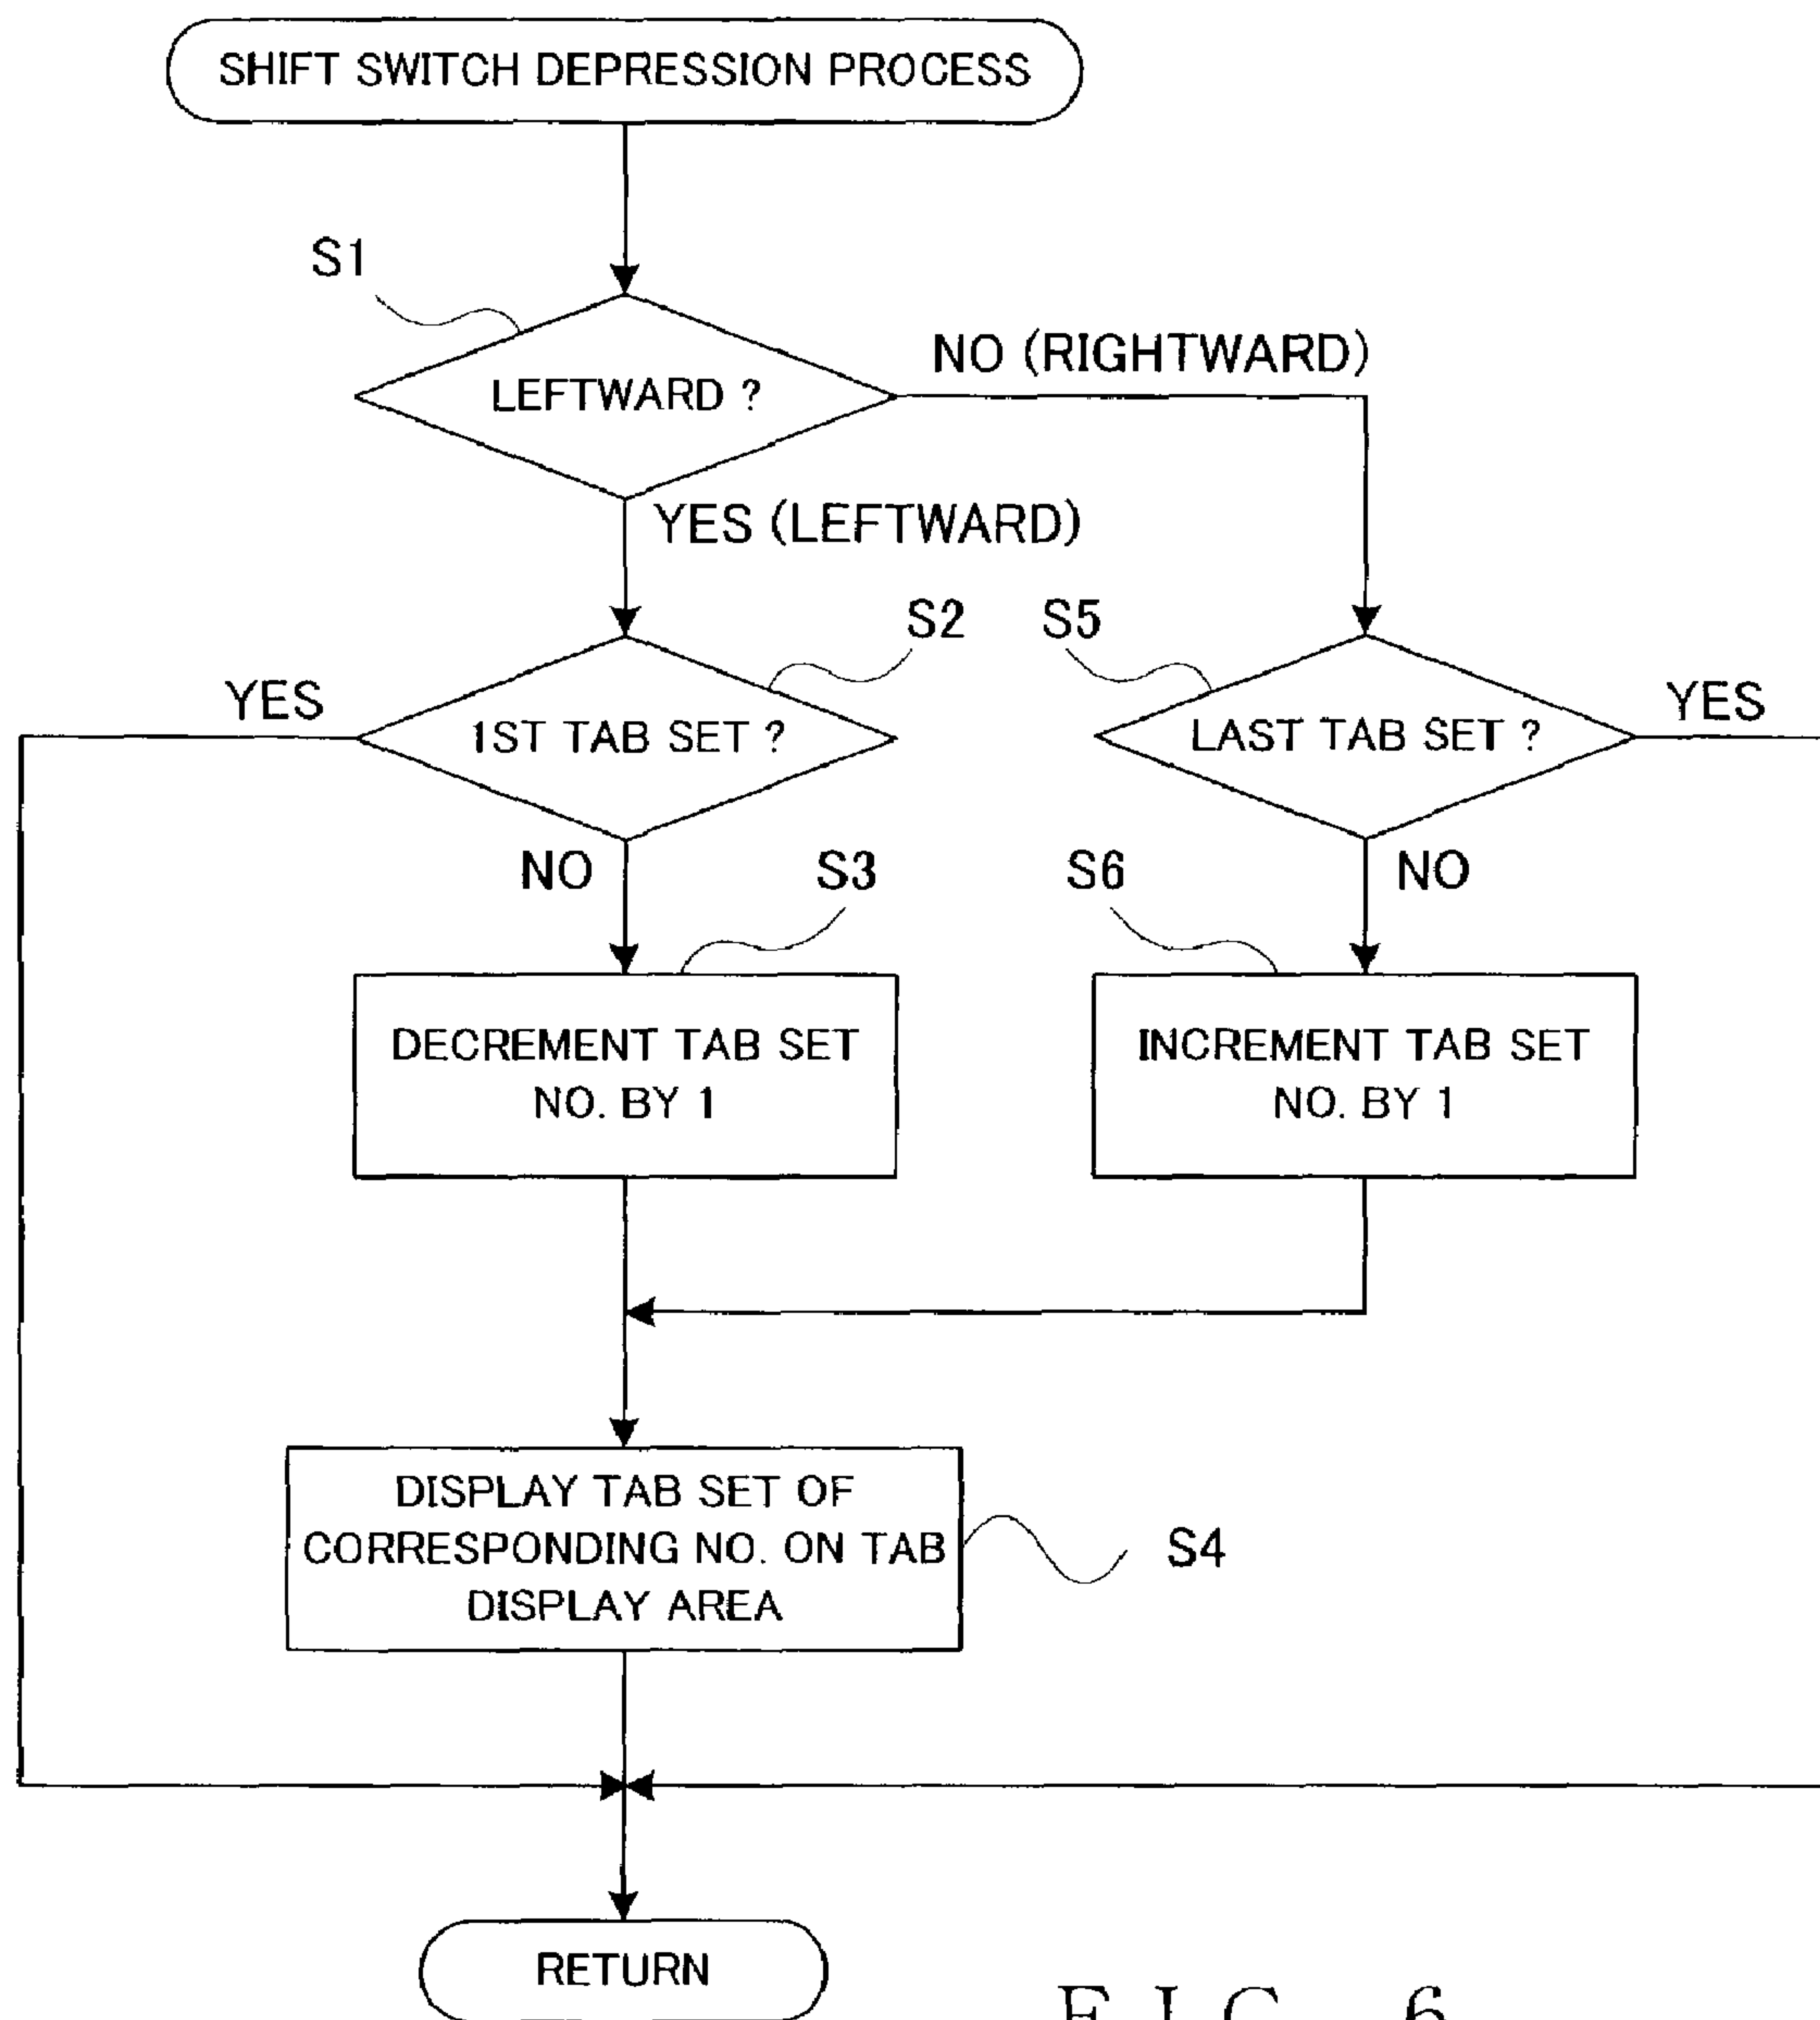 SHIFT SWITCH DEPRESSION PROCESS
S1
LEFTWARD ?
NO (RIGHTWARD)
YES (LEFTWARD)
S2
S5
YES
1ST TAB SET ?
LAST TAB SET ?
YES
NO
S3
S6
NO
DECREMENT TAB SET
NO. BY 1
INCREMENT TAB SET
NO. BY 1
DISPLAY TAB SET OF
CORRESPONDING NO. ON TAB
DISPLAY AREA
S4
RETURN
FIG. 6